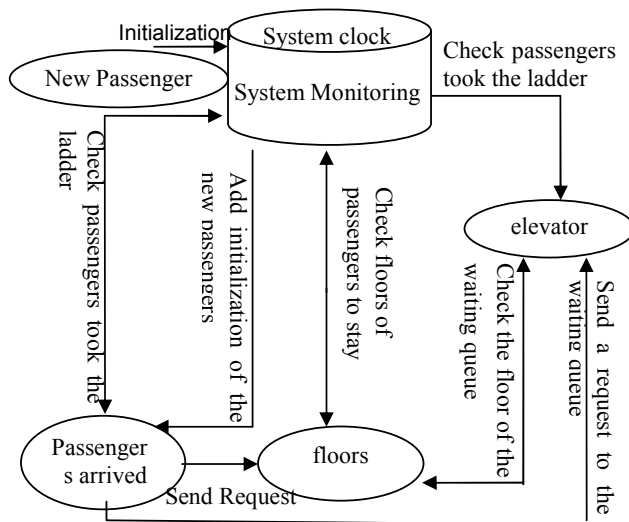 Initialization
System clock
New Passenger
System Monitoring
Check passengers
took the ladder
Check passengers took the
ladder
Add initialization of the
new passengers
Check floors of
passengers to stay
elevator
Check the floor of the
waiting queue
Send a request to the
waiting queue
Passenger
s arrived
floors
Send Request